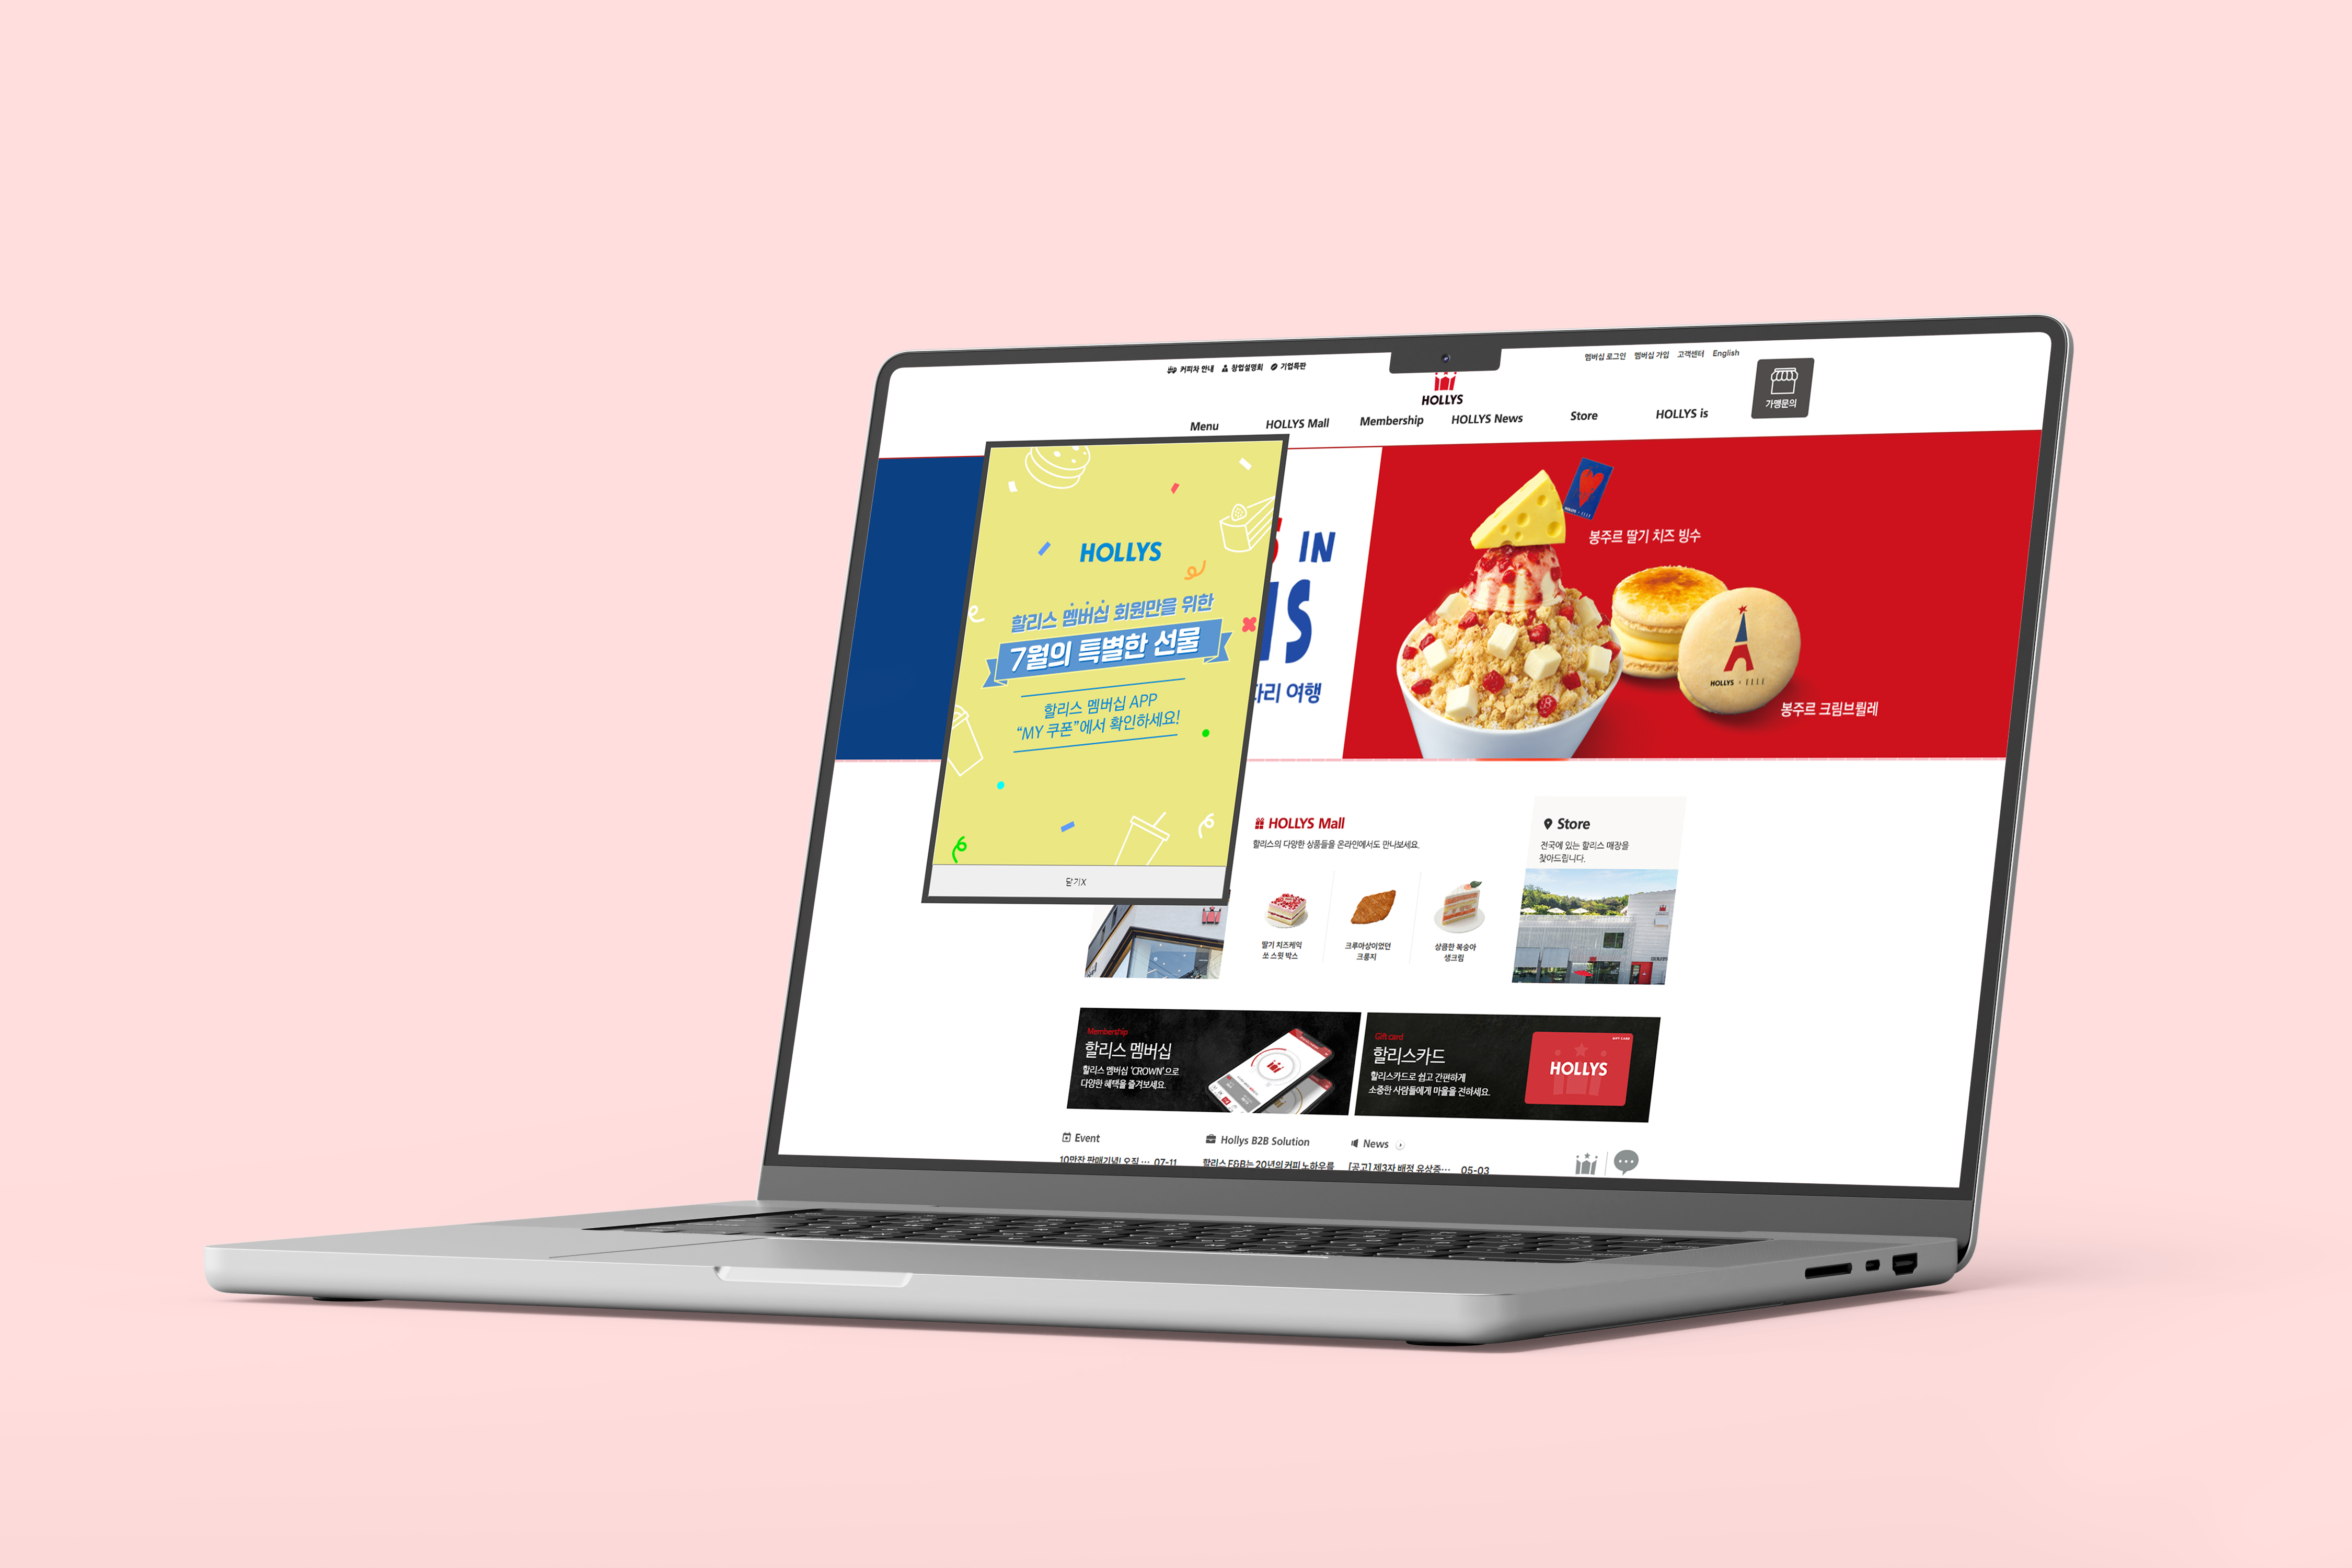 커피차 안내 창업설명회 기업특판
멤버십 로그인 멤버십 가입 고객센터 English
HOLLYS
가맹문의
Menu HOLLYS Mall Membership HOLLYS News Store HOLLYS is
HOLLYS
할리스 멤버십 회원만을 위한
7월의 특별한 선물
할리스 멤버십 APP
“MY 쿠폰”에서 확인하세요!
닫기X
IN
IS
다리 여행
봉주르 딸기 치즈 빙수
HOLLYS × ELLE
봉주르 크림브륄레
HOLLYS Mall
할리스의 다양한 상품들을 온라인에서도 만나보세요.
딸기 치즈케익
쏘 스윗 박스
크루아상이었던
크룽지
상큼한 복숭아
생크림
Store
전국에 있는 할리스 매장을
찾아드립니다.
Membership
할리스 멤버십
할리스 멤버십 ‘CROWN’으로
다양한 혜택을 즐겨보세요.
Gift card
할리스카드
할리스카드로 쉽고 간편하게
소중한 사람들에게 마음을 전하세요.
GIFT CARD
HOLLYS
Event
10만잔 판매기념! 오직 ··· 07-11
Hollys B2B Solution
할리스 F&B는 20년의 커피 노하우를
News
[공고] 제3자 배정 유상증··· 05-03